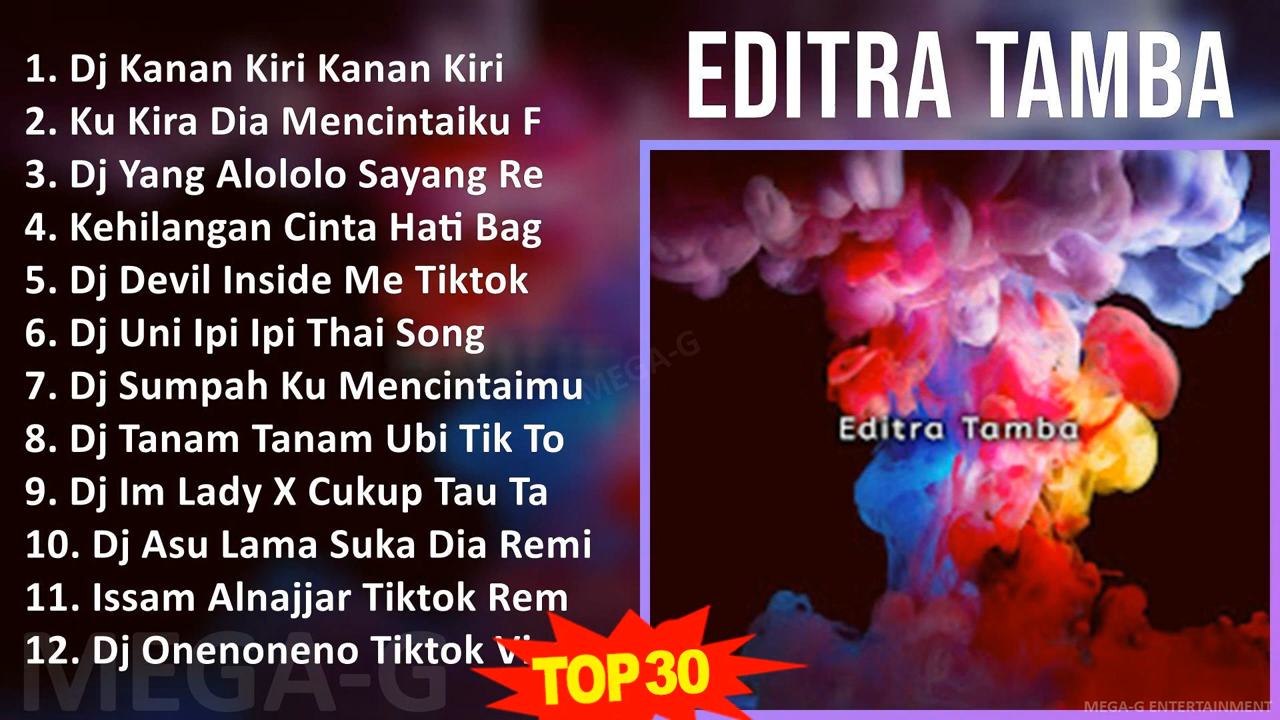 EDITRA TAMBA
1. Dj Kanan Kiri Kanan Kiri
2. Ku Kira Dia Mencintaiku F
3. Dj Yang Alololo Sayang Re
4. Kehilangan Cinta Hati Bag
5. Dj Devil Inside Me Tiktok
6. Dj Uni Ipi Ipi Thai Song
7. Dj Sumpah Ku Mencintaimu
8. Dj Tanam Tanam Ubi Tik To
9. Dj Im Lady X Cukup Tau Ta
10. Dj Asu Lama Suka Dia Remi
11. Issam Alnajjar Tiktok Rem
12. Dj Onenoneno Tiktok Vi
Editra Tamba
TOP 30
MEGA-G
MEGA-G
MEGA-G ENTERTAINMENT